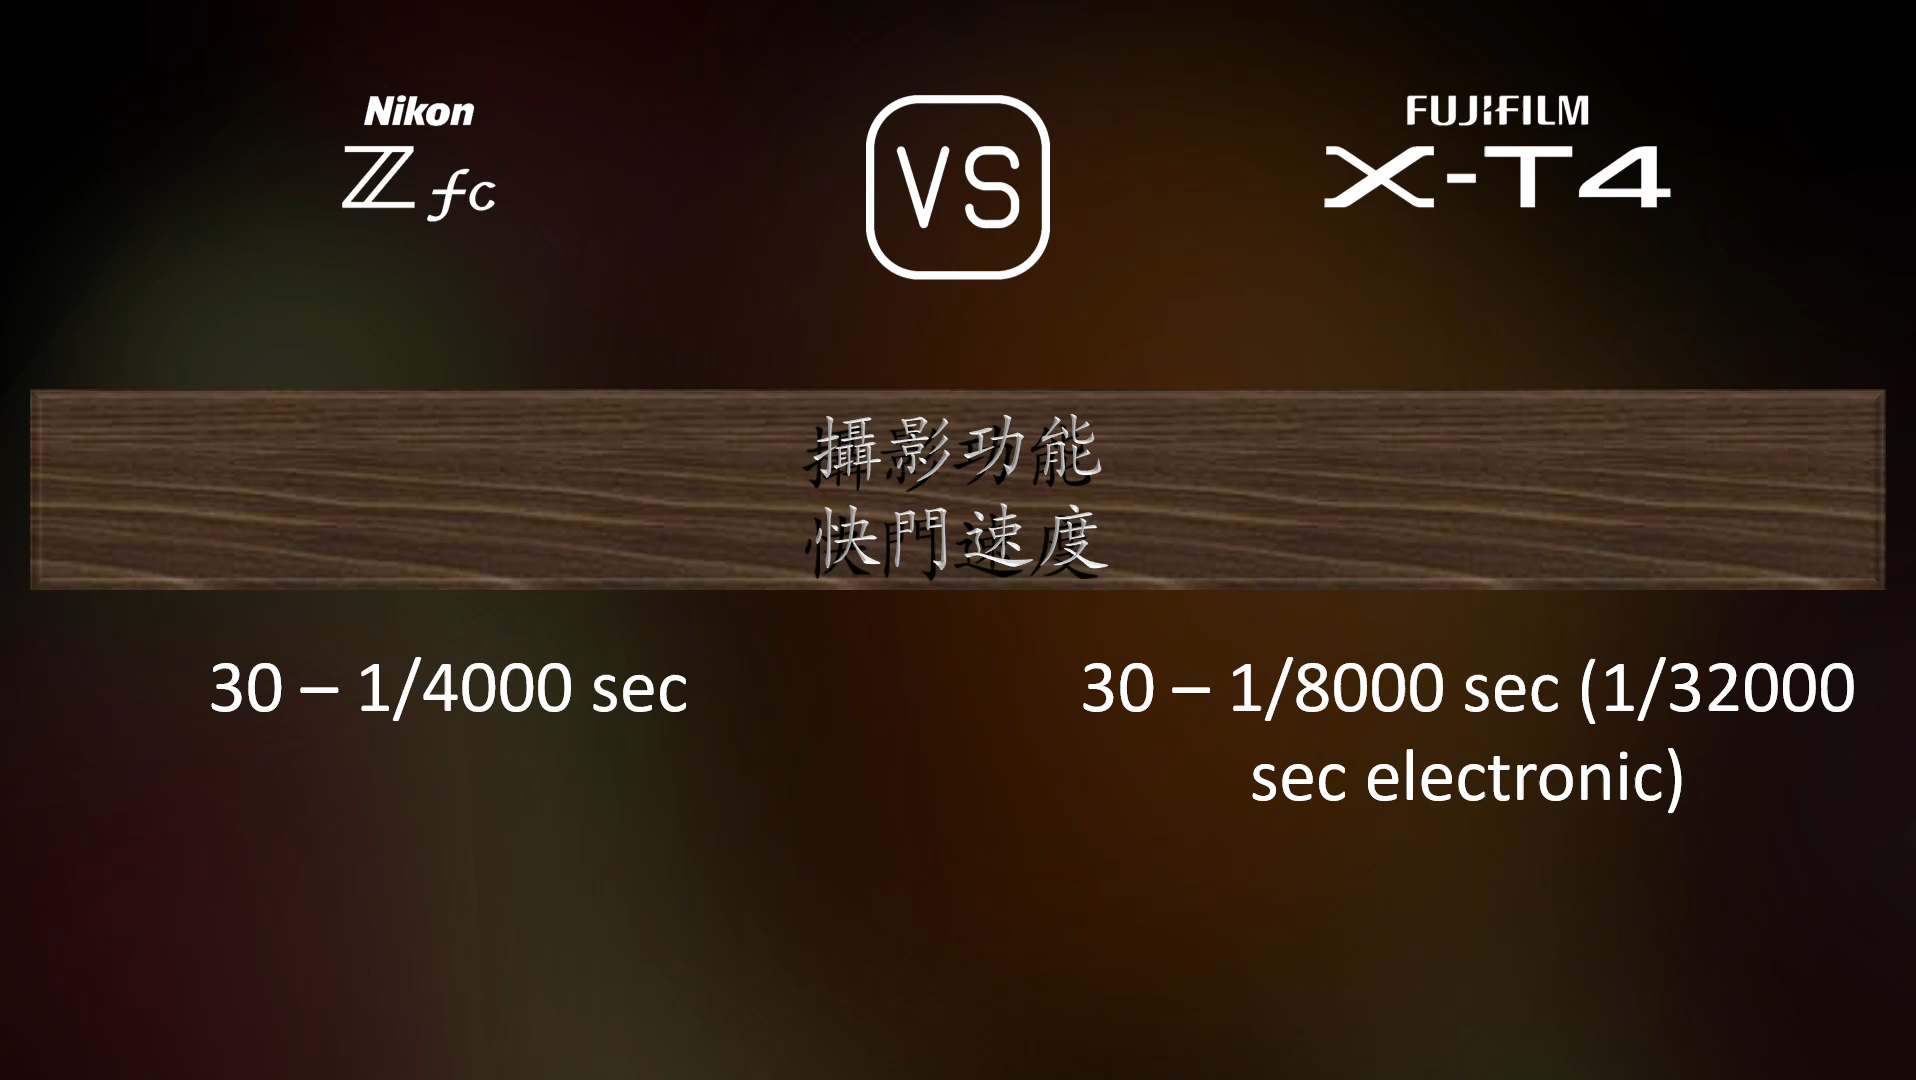 Nikon
Z fc
VS
FUJIFILM
X-T4
攝影功能
快門速度
30 – 1/4000 sec
30 – 1/8000 sec (1/32000
sec electronic)